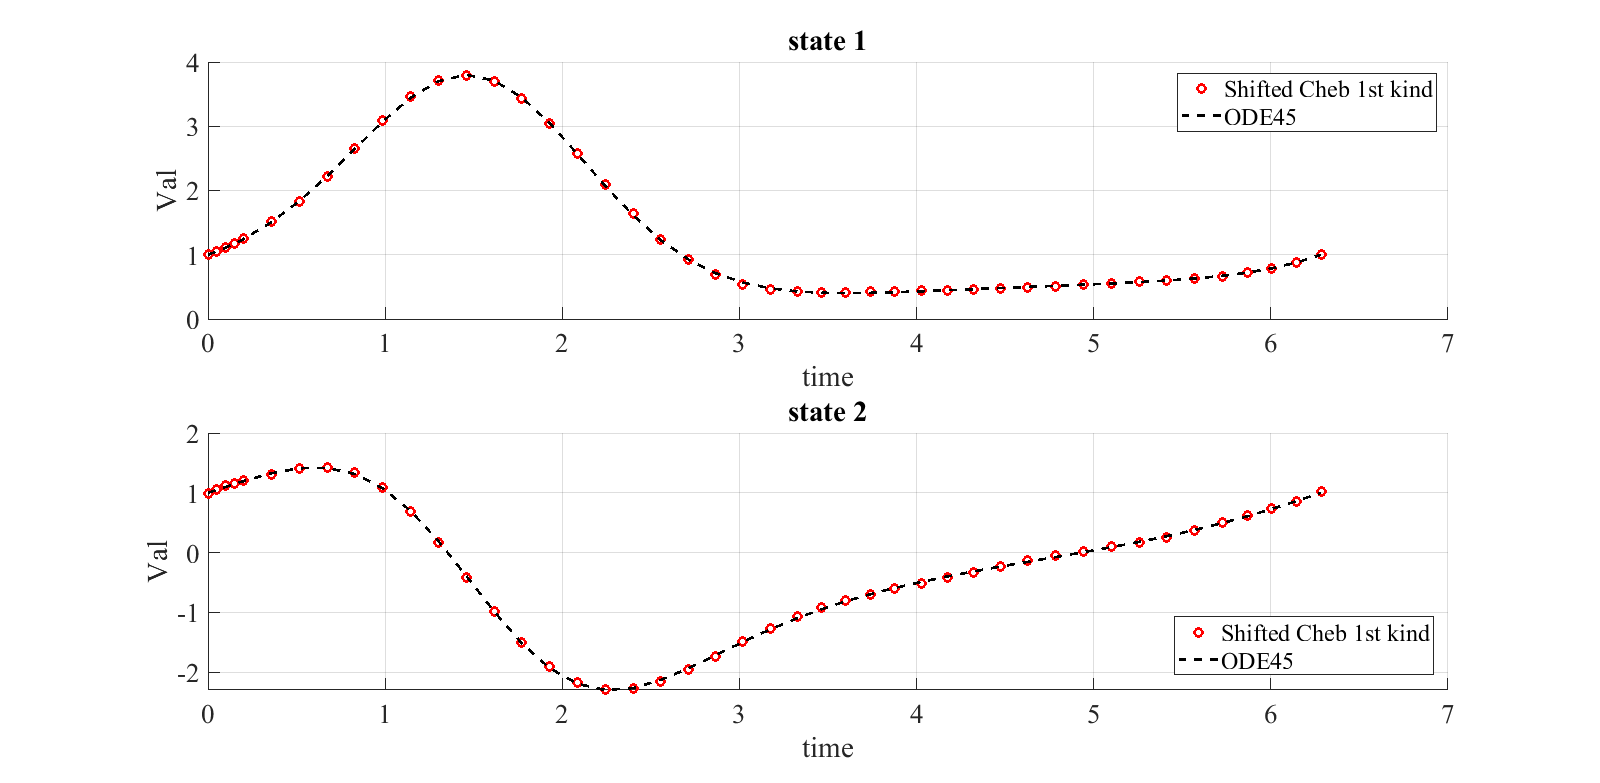 state 1
4
3
2
1
0
Val
Shifted Cheb 1st kind
ODE45
0 1 2 3 4 5 6 7
time
state 2
2
1
0
-1
-2
Val
Shifted Cheb 1st kind
ODE45
0 1 2 3 4 5 6 7
time